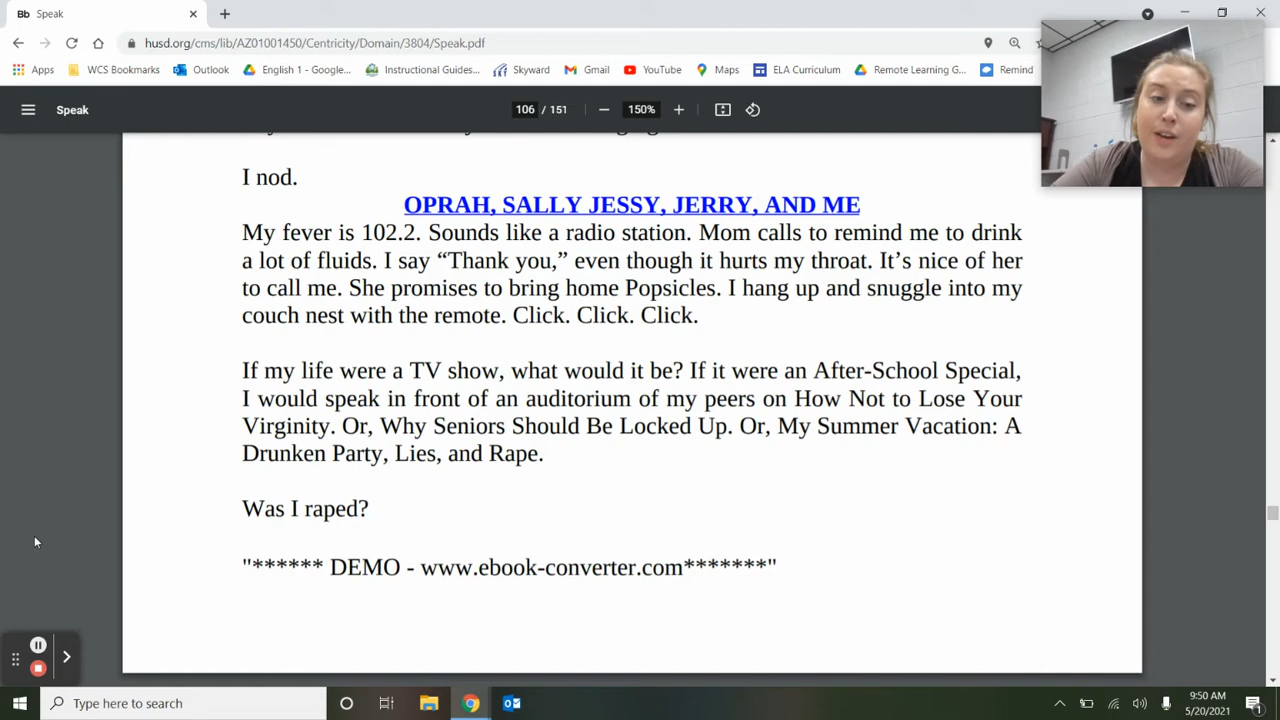 Bb Speak
husd.org/cms/lib/AZ01001450/Centricity/Domain/3804/Speak.pdf
Apps WCS Bookmarks Outlook English 1 - Google... Instructional Guides... Skyward Gmail YouTube Maps ELA Curriculum Remote Learning G... Remind
Speak 106 / 151 150%
I nod.
OPRAH, SALLY JESSY, JERRY, AND ME
My fever is 102.2. Sounds like a radio station. Mom calls to remind me to drink
a lot of fluids. I say “Thank you,” even though it hurts my throat. It’s nice of her
to call me. She promises to bring home Popsicles. I hang up and snuggle into my
couch nest with the remote. Click. Click. Click.
If my life were a TV show, what would it be? If it were an After-School Special,
I would speak in front of an auditorium of my peers on How Not to Lose Your
Virginity. Or, Why Seniors Should Be Locked Up. Or, My Summer Vacation: A
Drunken Party, Lies, and Rape.
Was I raped?
"****** DEMO - www.ebook-converter.com*******"
Type here to search
9:50 AM
5/20/2021
1